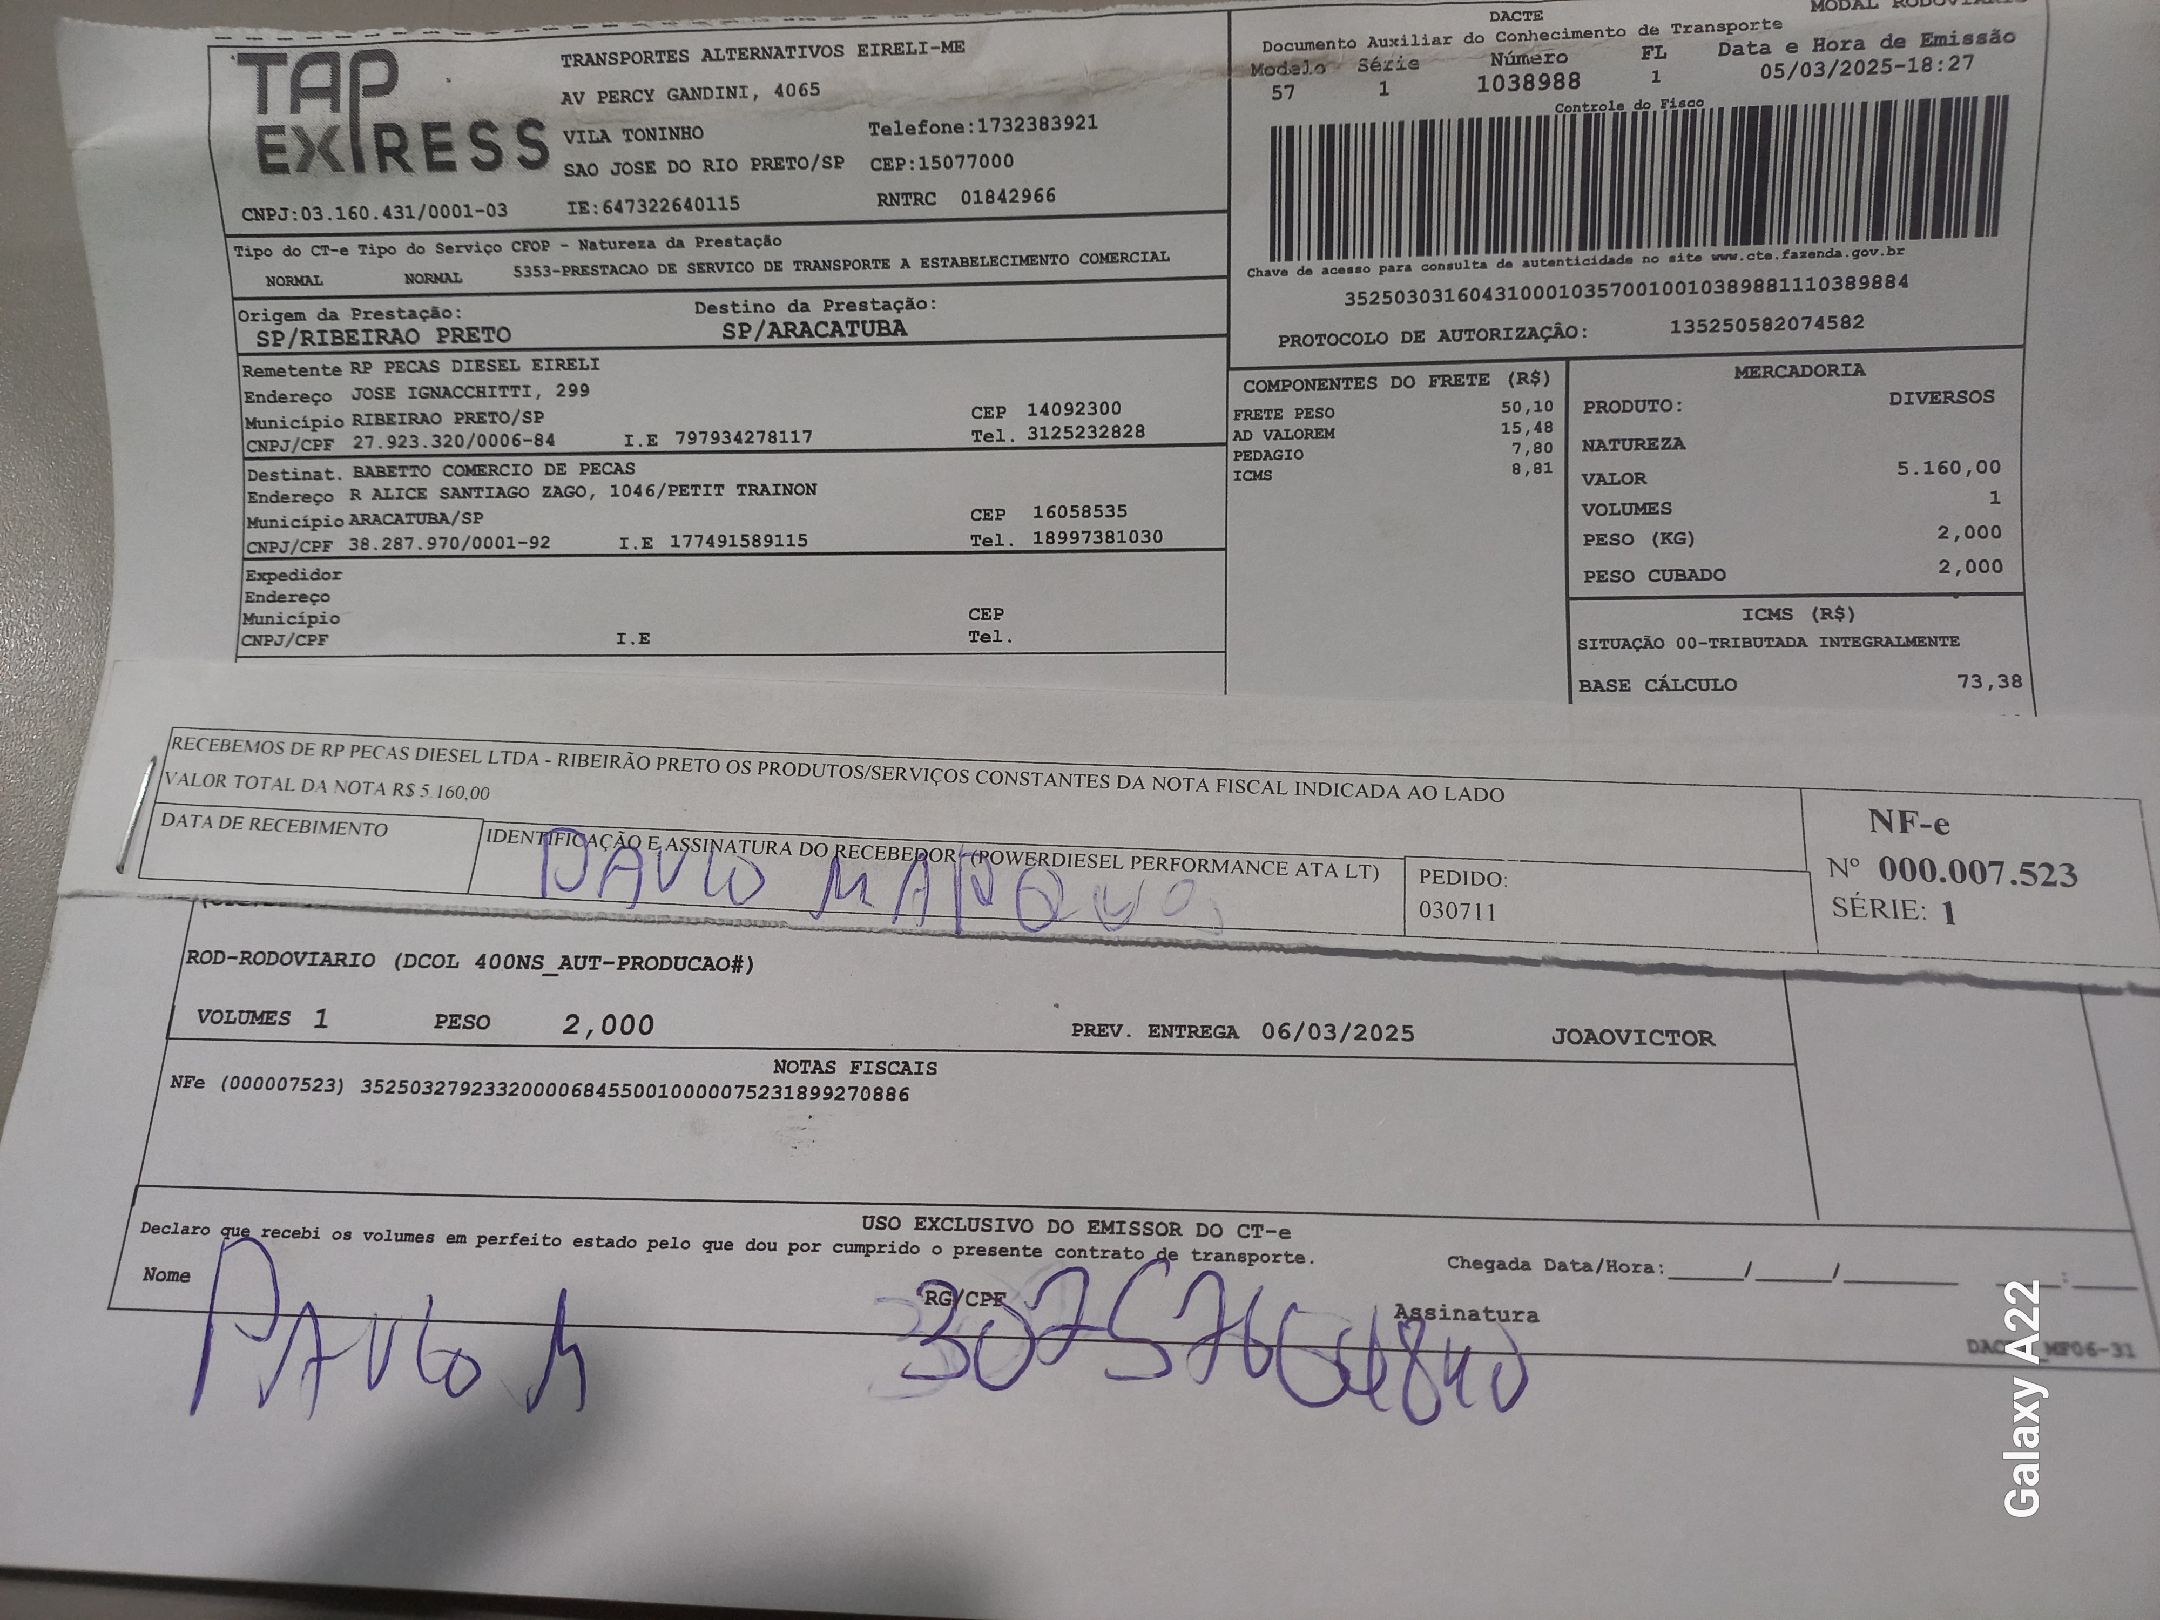 TAP EXPRESS
TRANSPORTES ALTERNATIVOS EIRELI-ME
AV PERCY GANDINI, 4065
VILA TONINHO Telefone:1732383921
SAO JOSE DO RIO PRETO/SP CEP:15077000
CNPJ:03.160.431/0001-03 IE:647322640115 RNTRC 01842966
MODAL RODOVIARIO
DACTE
Documento Auxiliar do Conhecimento de Transporte
Modelo Série Número FL Data e Hora de Emissão
57 1 1038988 1 05/03/2025-18:27
Controle do Fisco
Chave de acesso para consulta de autenticidade no site www.cte.fazenda.gov.br
35250303160431000103570010010389881110389884
PROTOCOLO DE AUTORIZAÇÃO: 135250582074582
Tipo do CT-e Tipo do Serviço CFOP - Natureza da Prestação
NORMAL NORMAL 5353-PRESTACAO DE SERVICO DE TRANSPORTE A ESTABELECIMENTO COMERCIAL
Origem da Prestação: Destino da Prestação:
SP/RIBEIRAO PRETO SP/ARACATUBA
Remetente RP PECAS DIESEL EIRELI
Endereço JOSE IGNACCHITTI, 299
Município RIBEIRAO PRETO/SP CEP 14092300
CNPJ/CPF 27.923.320/0006-84 I.E 797934278117 Tel. 3125232828
Destinat. BABETTO COMERCIO DE PECAS
Endereço R ALICE SANTIAGO ZAGO, 1046/PETIT TRAINON
Município ARACATUBA/SP CEP 16058535
CNPJ/CPF 38.287.970/0001-92 I.E 177491589115 Tel. 18997381030
Expedidor
Endereço
Município CEP
CNPJ/CPF I.E Tel.
COMPONENTES DO FRETE (R$)
FRETE PESO 50,10
AD VALOREM 15,48
PEDAGIO 7,80
ICMS 8,81
MERCADORIA
PRODUTO: DIVERSOS
NATUREZA
VALOR 5.160,00
VOLUMES 1
PESO (KG) 2,000
PESO CUBADO 2,000
ICMS (R$)
SITUAÇÃO 00-TRIBUTADA INTEGRALMENTE
BASE CÁLCULO 73,38
RECEBEMOS DE RP PECAS DIESEL LTDA - RIBEIRÃO PRETO OS PRODUTOS/SERVIÇOS CONSTANTES DA NOTA FISCAL INDICADA AO LADO
VALOR TOTAL DA NOTA R$ 5.160,00
DATA DE RECEBIMENTO IDENTIFICAÇÃO E ASSINATURA DO RECEBEDOR (POWERDIESEL PERFORMANCE ATA LT)
PAULO MARQUES
PEDIDO:
030711
NF-e
Nº 000.007.523
SÉRIE: 1
ROD-RODOVIARIO (DCOL 400NS_AUT-PRODUCAO#)
VOLUMES 1 PESO 2,000 PREV. ENTREGA 06/03/2025 JOAOVICTOR
NOTAS FISCAIS
NFe (000007523) 35250327923320000684550010000075231899270886
USO EXCLUSIVO DO EMISSOR DO CT-e
Declaro que recebi os volumes em perfeito estado pelo que dou por cumprido o presente contrato de transporte.
Chegada Data/Hora:_____/_____/________ ____:____
Nome RG/CPF Assinatura
PAULO M
Galaxy A22